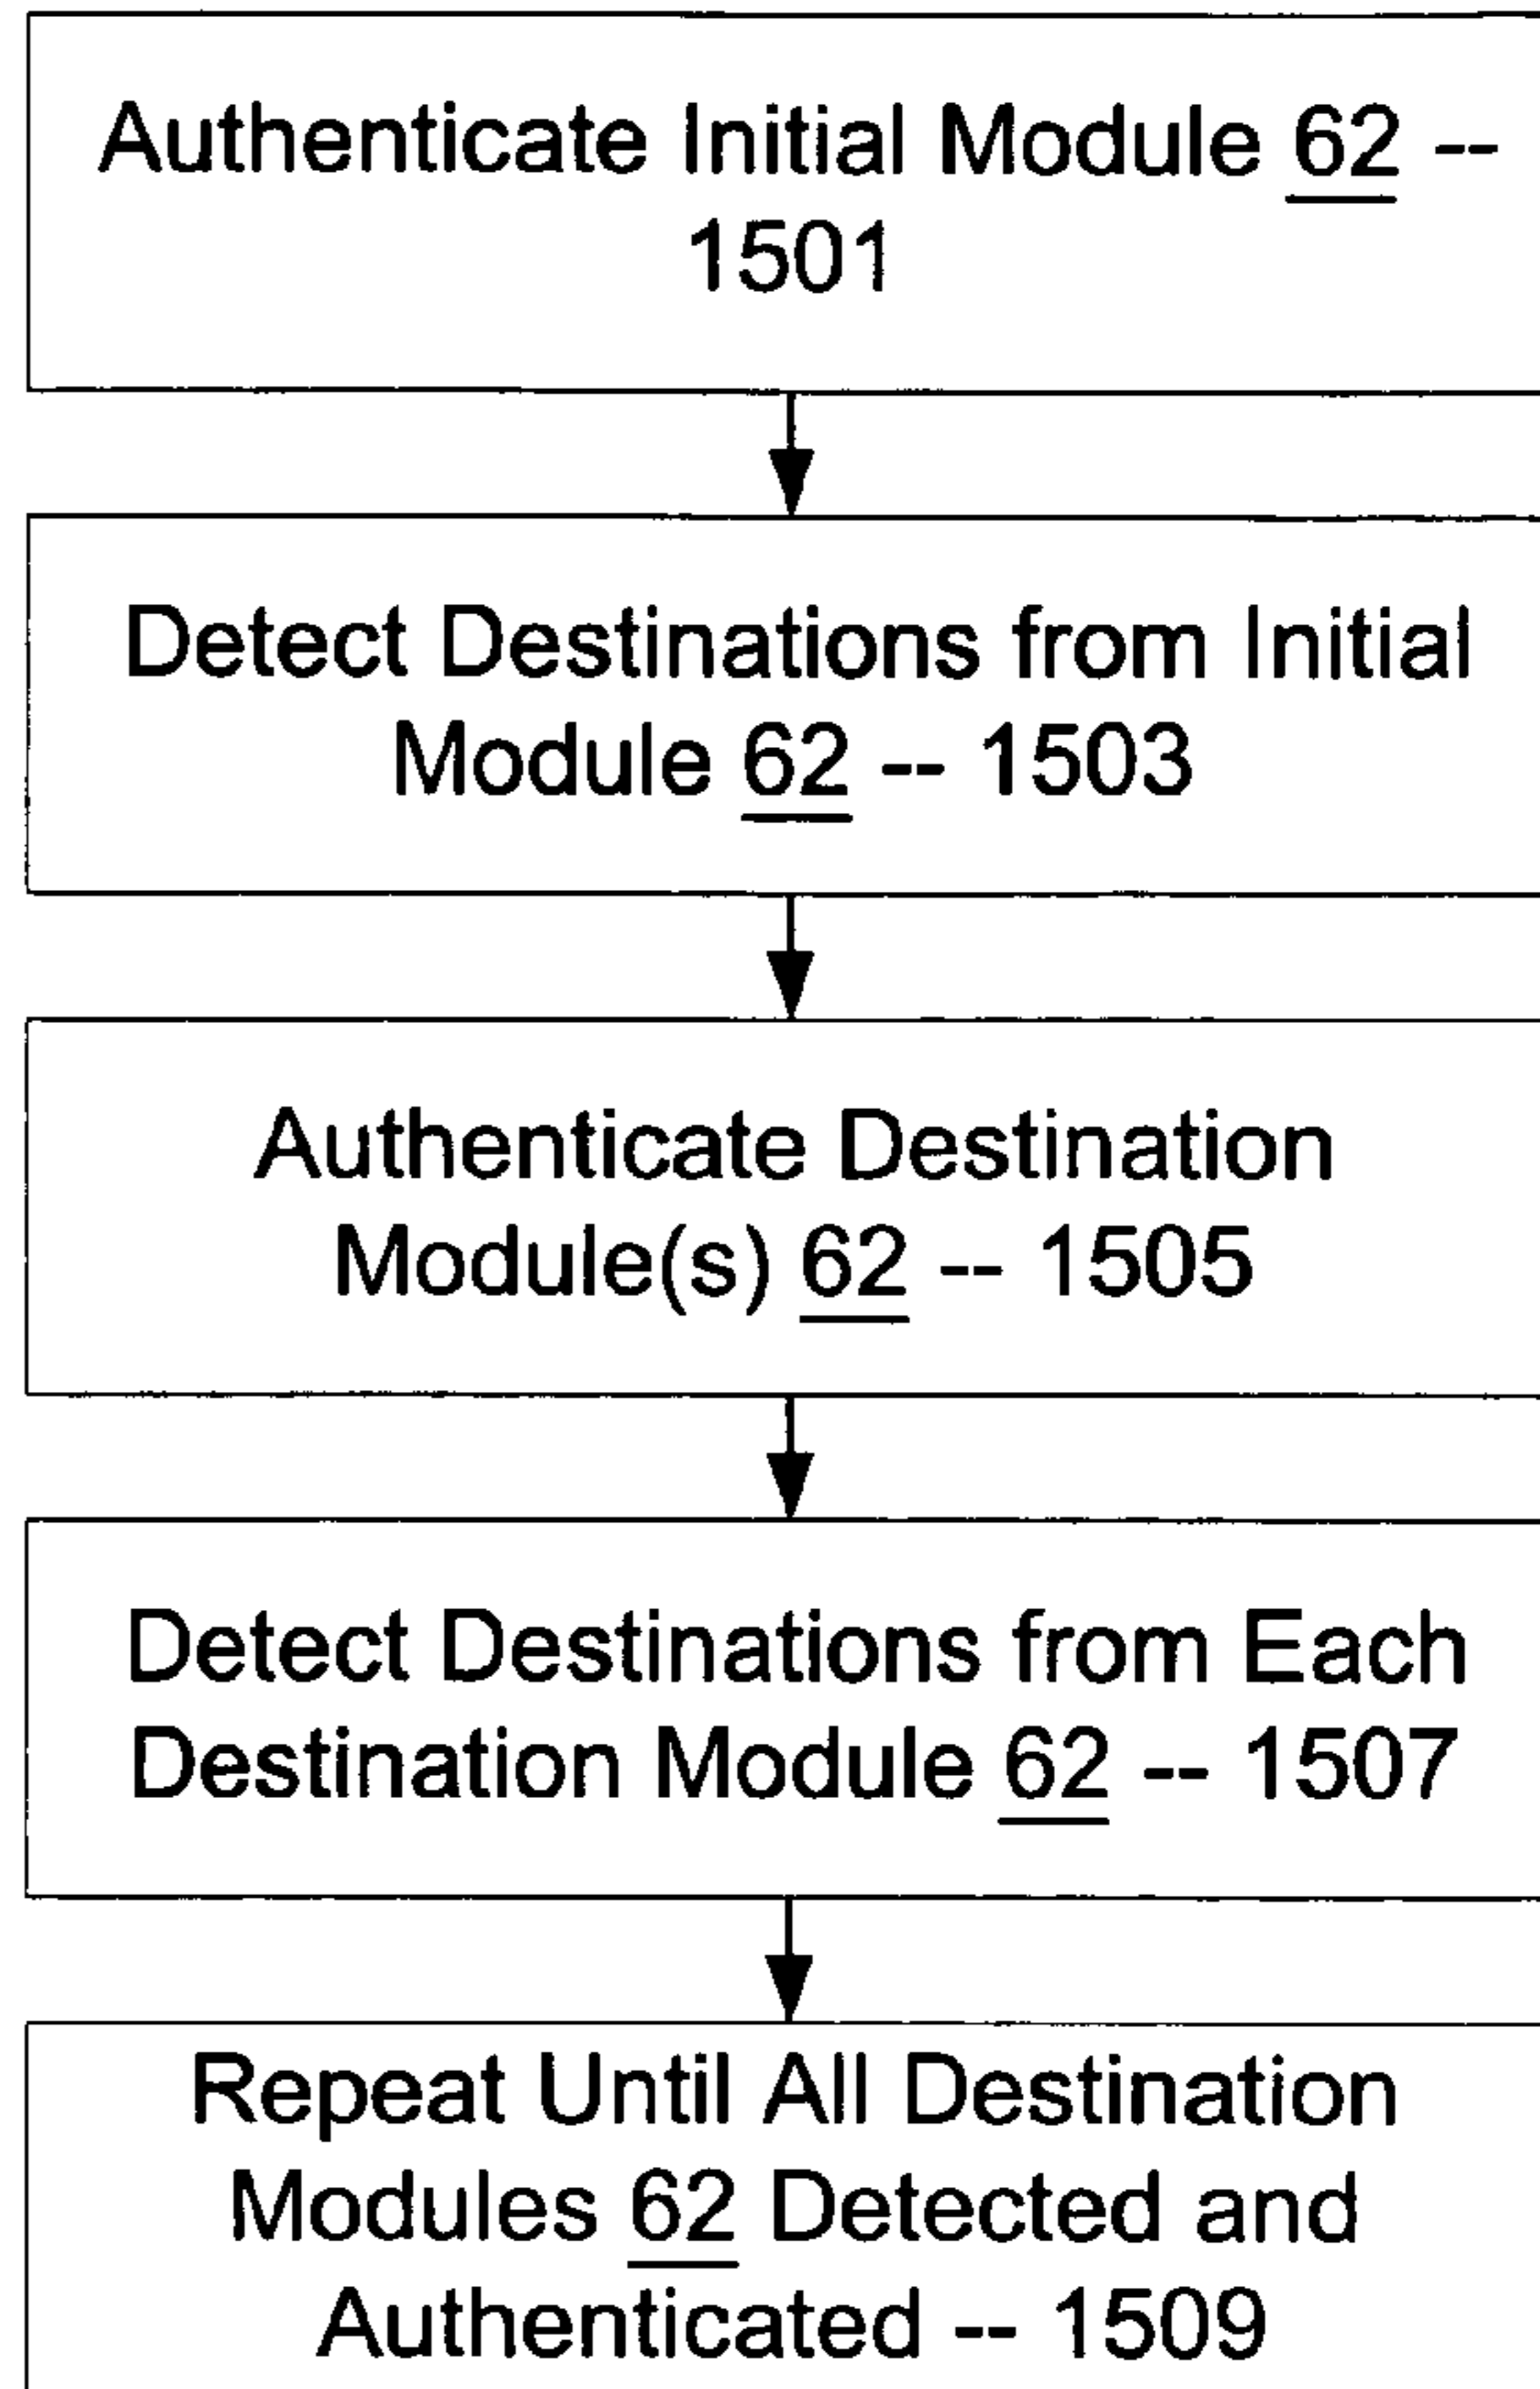 Authenticate Initial Module 62 --
1501
Detect Destinations from Initial
Module 62 -- 1503
Authenticate Destination
Module(s) 62 -- 1505
Detect Destinations from Each
Destination Module 62 -- 1507
Repeat Until All Destination
Modules 62 Detected and
Authenticated -- 1509